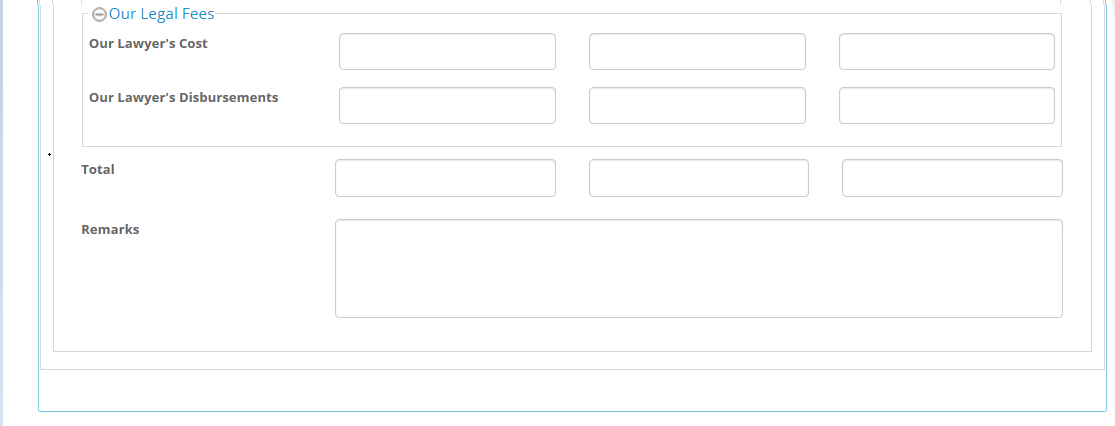 Our Legal Fees
Our Lawyer's Cost
Our Lawyer's Disbursements
Total
Remarks